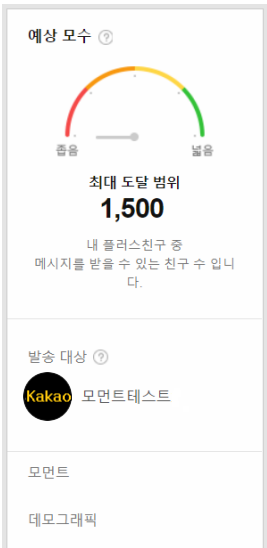 예상 모수 ?
좁음 넓음
최대 도달 범위
1,500
내 플러스친구 중
메시지를 받을 수 있는 친구 수 입니
다.
발송 대상 ?
Kakao 모먼트테스트
모먼트
데모그래픽